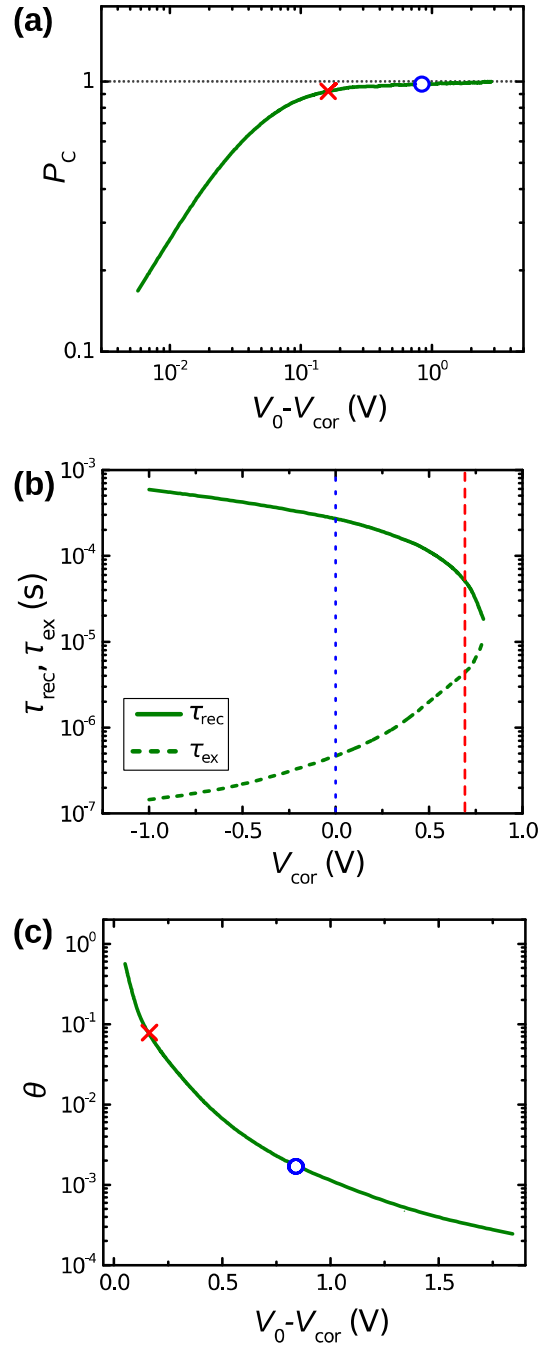 (a)
1
P_C
0.1
10^-2 10^-1 10^0
V_0-V_cor (V)
(b)
10^-3
10^-4
10^-5
10^-6
10^-7
τ_rec, τ_ex (s)
τ_rec
τ_ex
-1.0 -0.5 0.0 0.5 1.0
V_cor (V)
(c)
10^0
10^-1
10^-2
10^-3
10^-4
θ
0.0 0.5 1.0 1.5
V_0-V_cor (V)